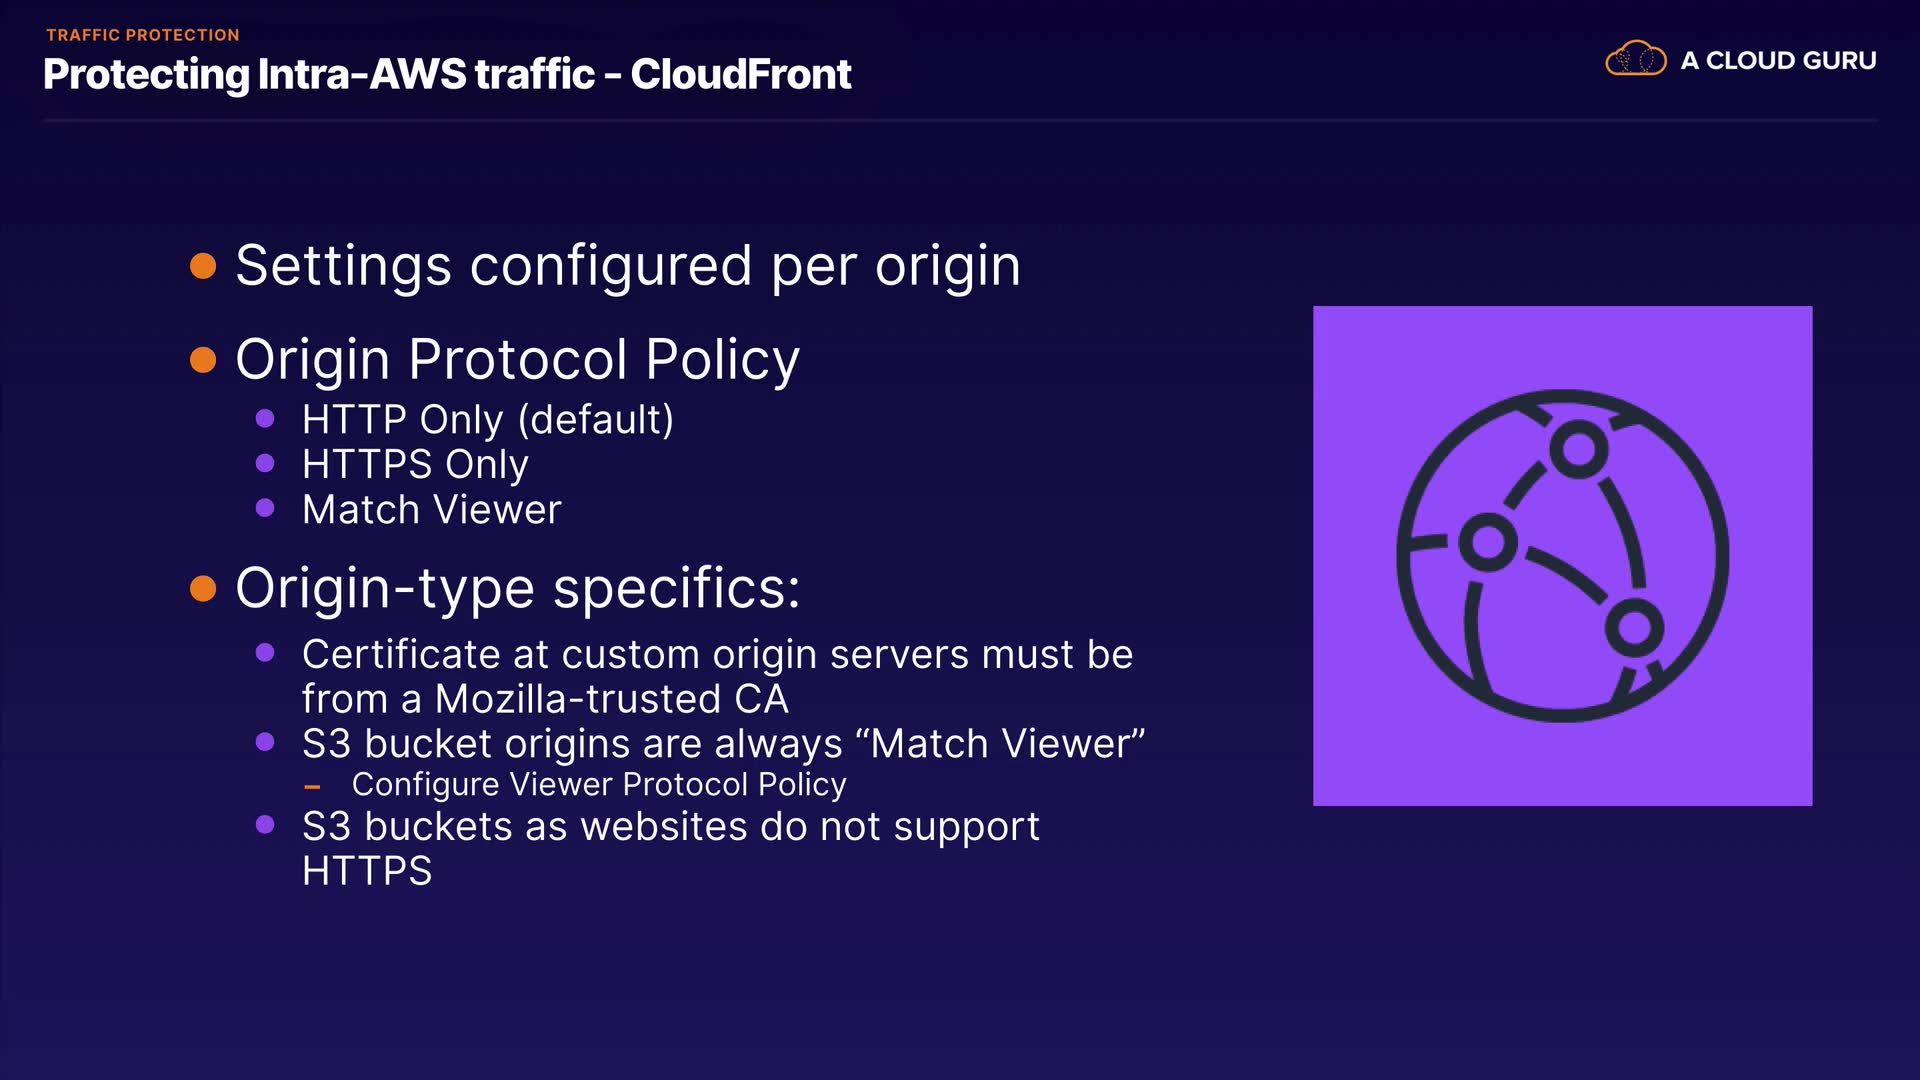 TRAFFIC PROTECTION
Protecting Intra-AWS traffic - CloudFront
A CLOUD GURU
Settings configured per origin
Origin Protocol Policy
HTTP Only (default)
HTTPS Only
Match Viewer
Origin-type specifics:
Certificate at custom origin servers must be
from a Mozilla-trusted CA
S3 bucket origins are always “Match Viewer”
– Configure Viewer Protocol Policy
S3 buckets as websites do not support
HTTPS